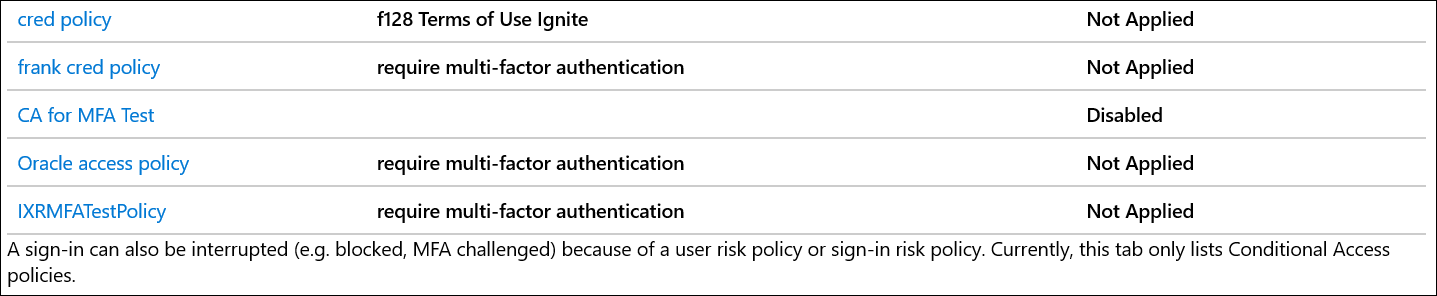 cred policy f128 Terms of Use Ignite Not Applied
frank cred policy require multi-factor authentication Not Applied
CA for MFA Test Disabled
Oracle access policy require multi-factor authentication Not Applied
IXRMFATestPolicy require multi-factor authentication Not Applied
A sign-in can also be interrupted (e.g. blocked, MFA challenged) because of a user risk policy or sign-in risk policy. Currently, this tab only lists Conditional Access
policies.